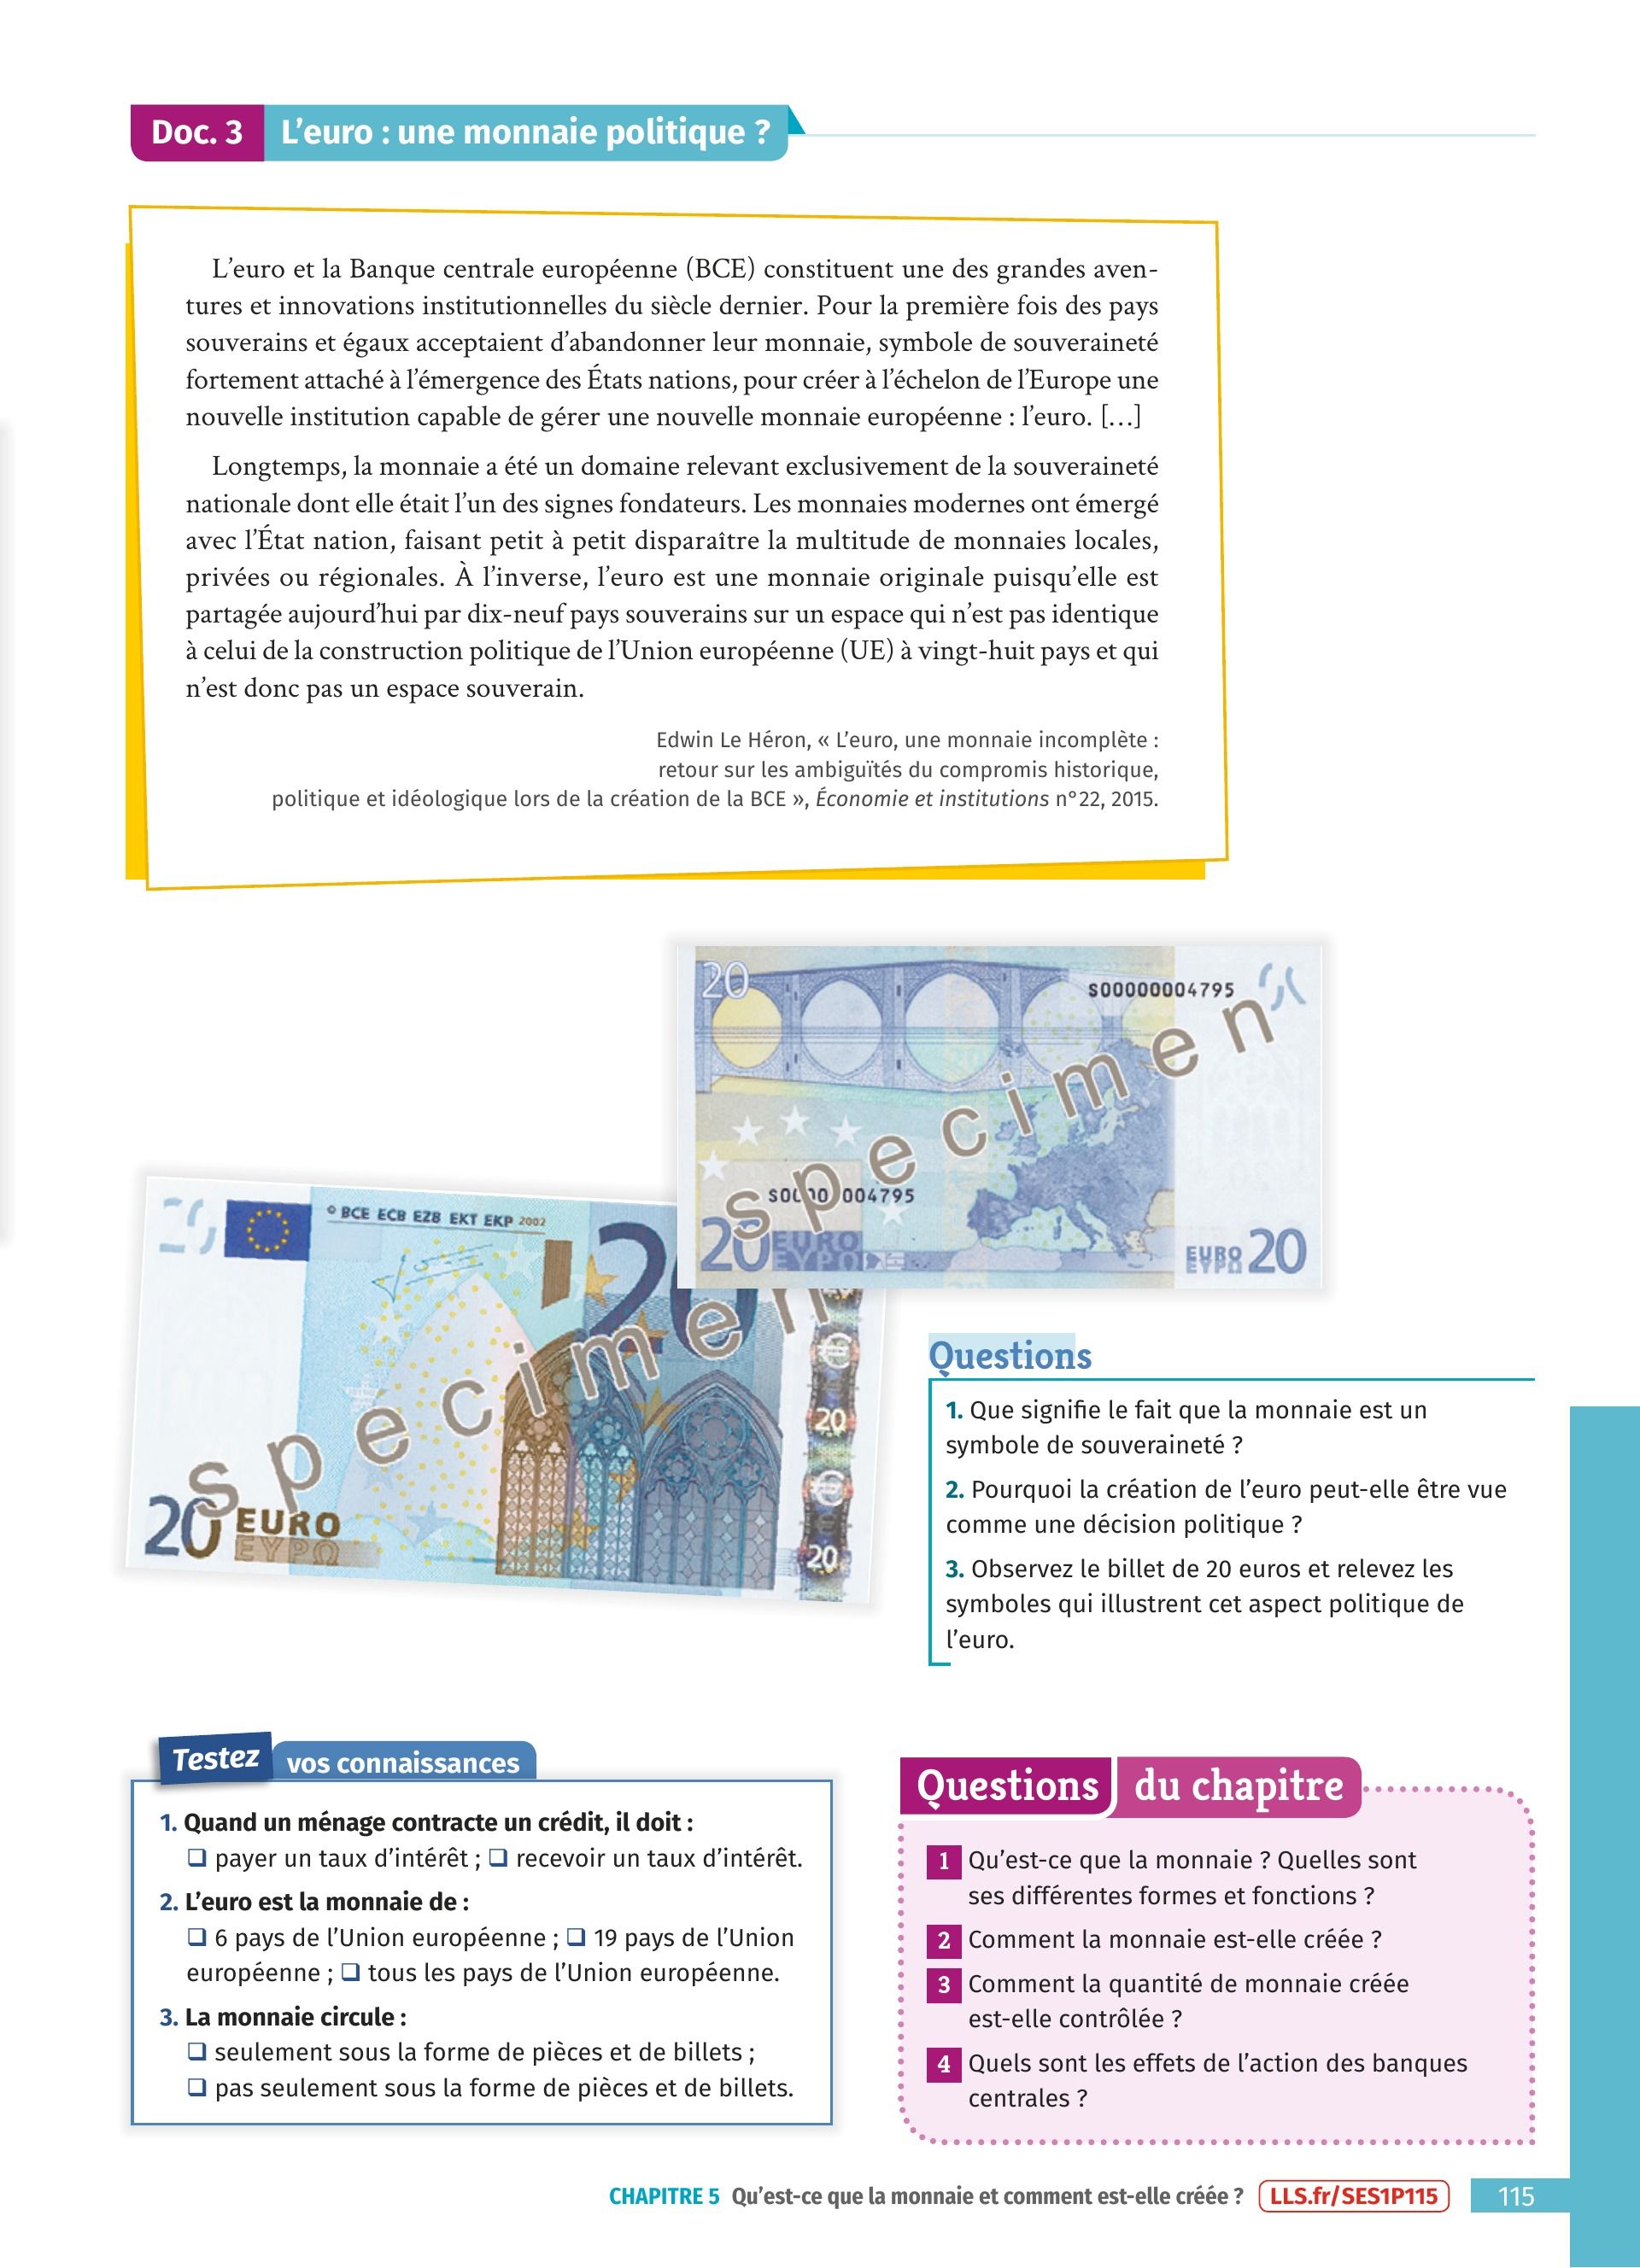 Doc. 3 L'euro : une monnaie politique ?
L'euro et la Banque centrale européenne (BCE) constituent une des grandes aven-
tures et innovations institutionnelles du siècle dernier. Pour la première fois des pays
souverains et égaux acceptaient d'abandonner leur monnaie, symbole de souveraineté
fortement attaché à l'émergence des États nations, pour créer à l'échelon de l'Europe une
nouvelle institution capable de gérer une nouvelle monnaie européenne : l'euro. […]
Longtemps, la monnaie a été un domaine relevant exclusivement de la souveraineté
nationale dont elle était l'un des signes fondateurs. Les monnaies modernes ont émergé
avec l'État nation, faisant petit à petit disparaître la multitude de monnaies locales,
privées ou régionales. À l'inverse, l'euro est une monnaie originale puisqu'elle est
partagée aujourd'hui par dix-neuf pays souverains sur un espace qui n'est pas identique
à celui de la construction politique de l'Union européenne (UE) à vingt-huit pays et qui
n'est donc pas un espace souverain.
Edwin Le Héron, « L'euro, une monnaie incomplète :
retour sur les ambiguïtés du compromis historique,
politique et idéologique lors de la création de la BCE », Économie et institutions n°22, 2015.
20
S00000004795
specimen
004795
20 EURO
ΕΥΡΩ
EURO 20
ΕΥΡΩ
© BCE ECB EZB EKT EKP 2002
20
specimen
20
20
20 EURO
ΕΥΡΩ
Questions
1. Que signifie le fait que la monnaie est un
symbole de souveraineté ?
2. Pourquoi la création de l'euro peut-elle être vue
comme une décision politique ?
3. Observez le billet de 20 euros et relevez les
symboles qui illustrent cet aspect politique de
l'euro.
Testez vos connaissances
1. Quand un ménage contracte un crédit, il doit :
❑ payer un taux d'intérêt ; ❑ recevoir un taux d'intérêt.
2. L'euro est la monnaie de :
❑ 6 pays de l'Union européenne ; ❑ 19 pays de l'Union
européenne ; ❑ tous les pays de l'Union européenne.
3. La monnaie circule :
❑ seulement sous la forme de pièces et de billets ;
❑ pas seulement sous la forme de pièces et de billets.
Questions du chapitre
1 Qu'est-ce que la monnaie ? Quelles sont
ses différentes formes et fonctions ?
2 Comment la monnaie est-elle créée ?
3 Comment la quantité de monnaie créée
est-elle contrôlée ?
4 Quels sont les effets de l'action des banques
centrales ?
CHAPITRE 5 Qu'est-ce que la monnaie et comment est-elle créée ? LLS.fr/SES1P115 115